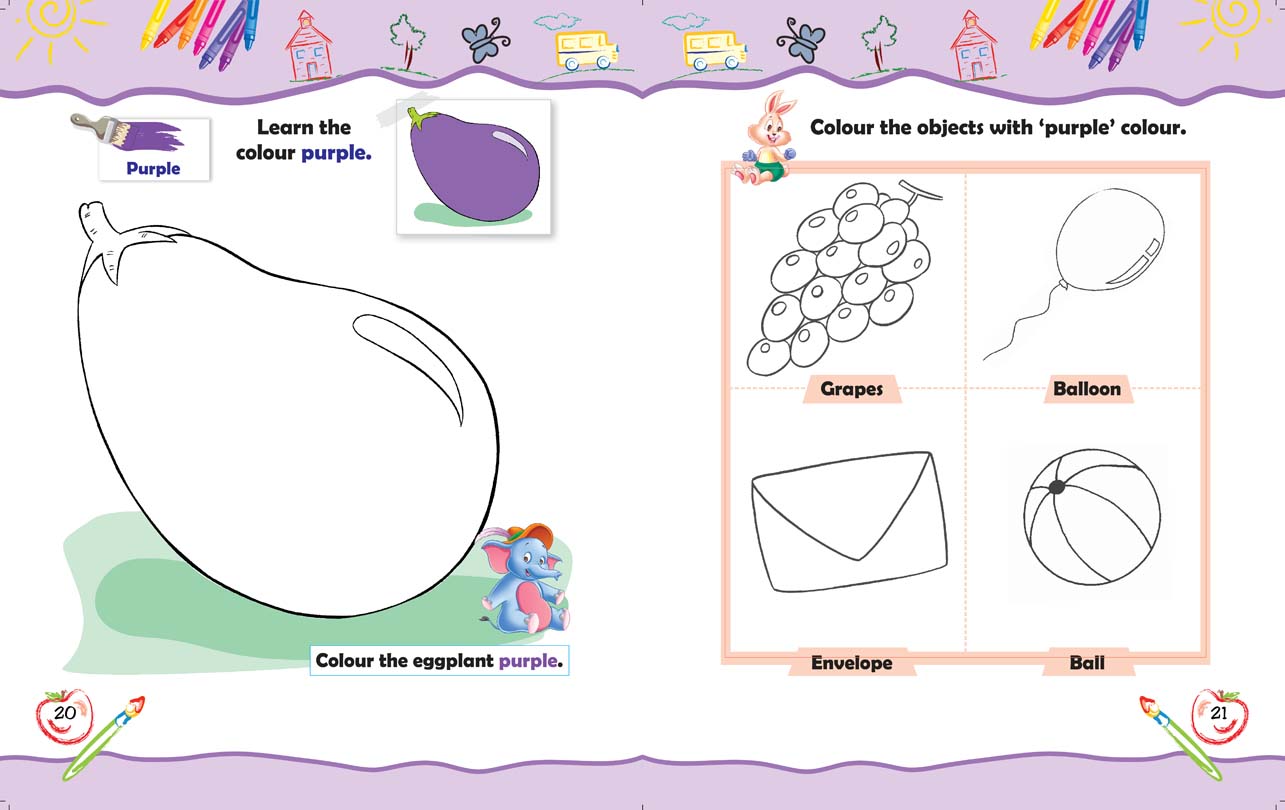 Purple
Learn the
colour purple.
Colour the eggplant purple.
20
Colour the objects with ‘purple’ colour.
Grapes
Balloon
Envelope
Ball
21